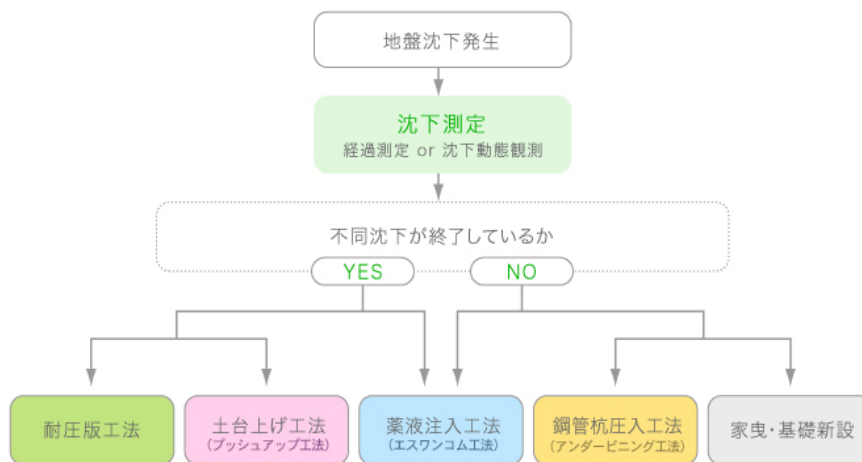 地盤沈下発生
沈下測定
経過測定 or 沈下動態観測
不同沈下が終了しているか
YES
NO
耐圧版工法
土台上げ工法
(プッシュアップ工法)
薬液注入工法
(エスワンコム工法)
鋼管杭圧入工法
(アンダーピニング工法)
家曳・基礎新設